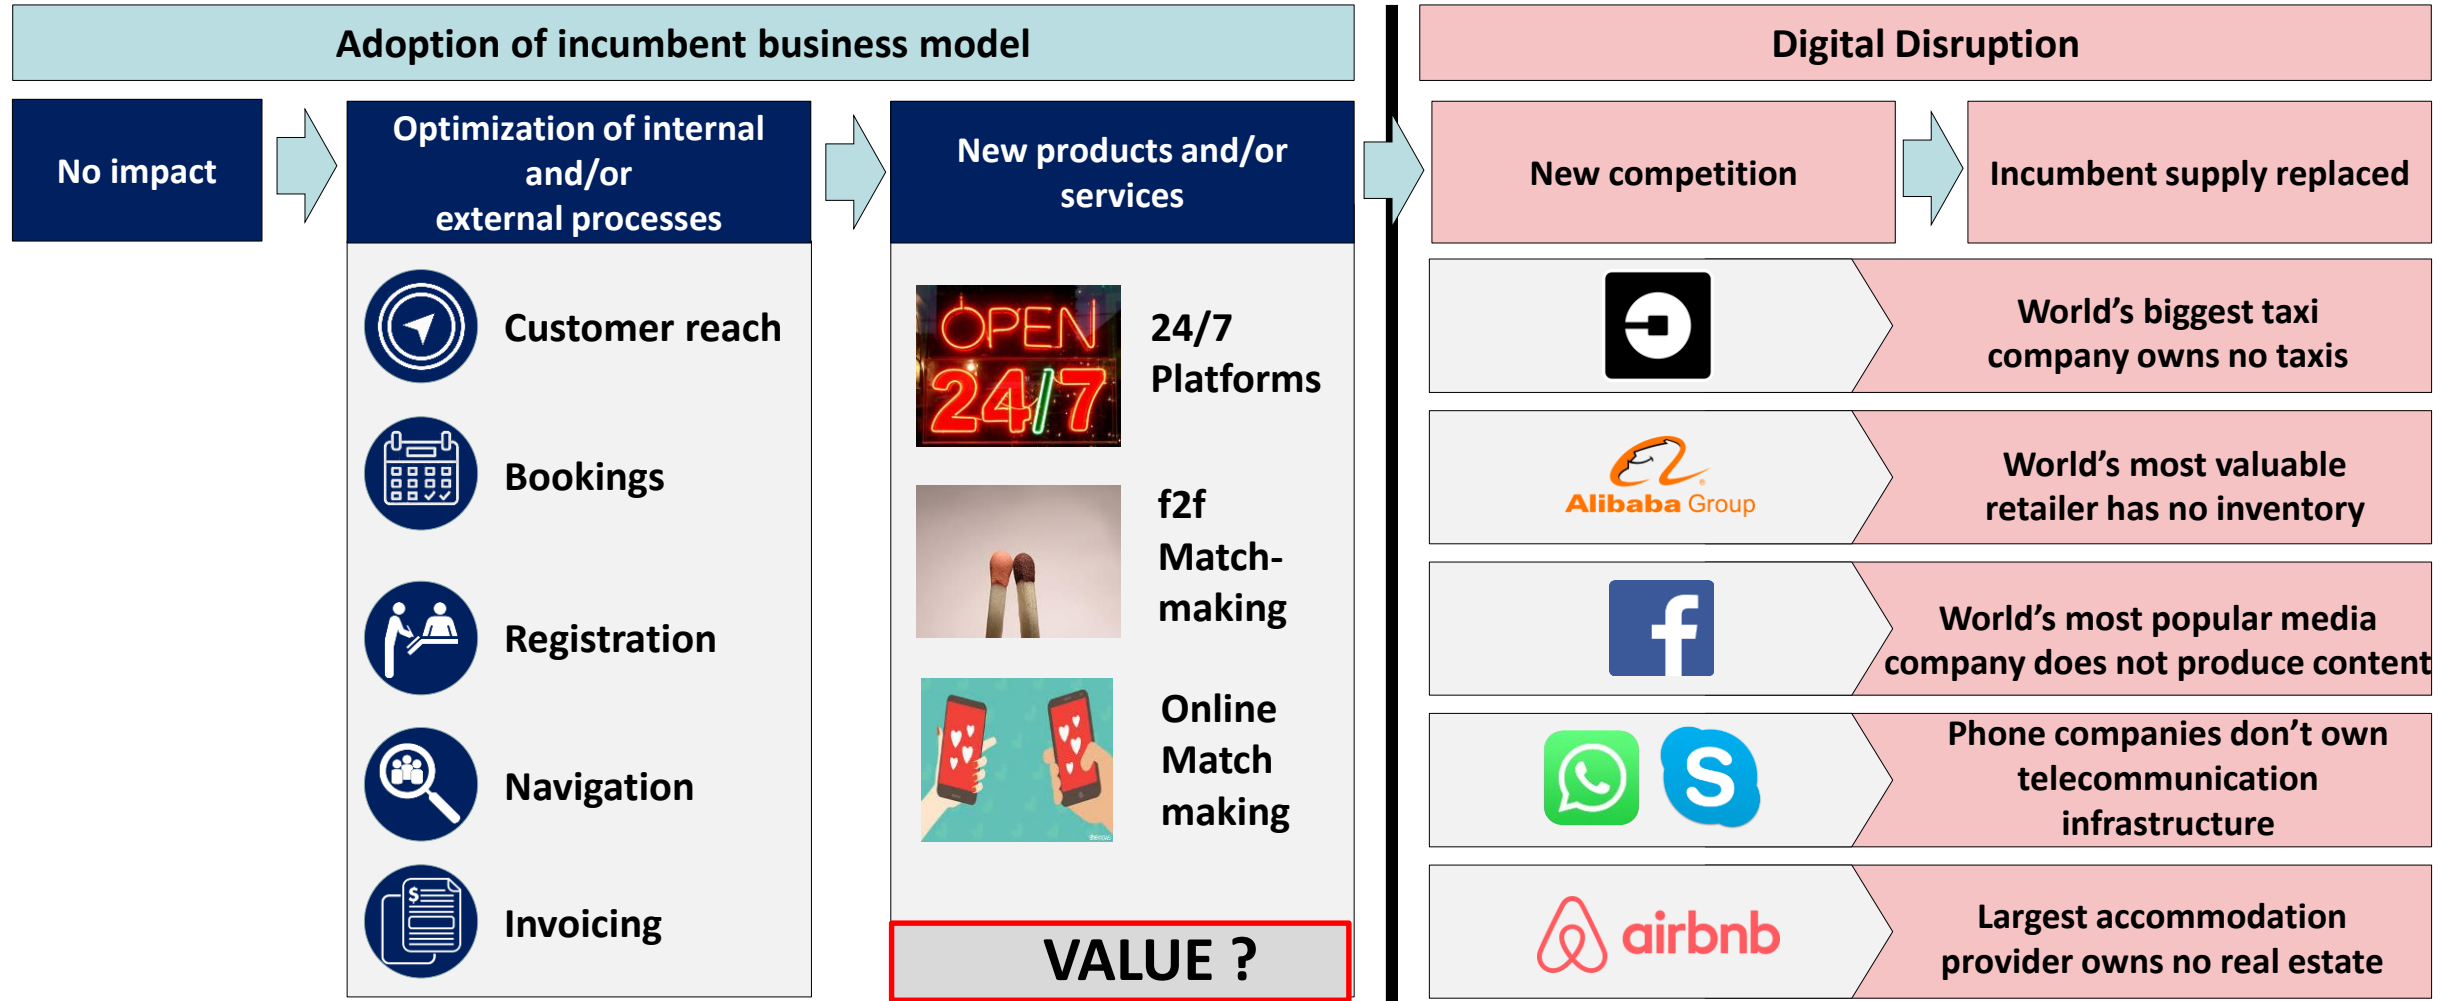 Adoption of incumbent business model
Digital Disruption
No impact
Optimization of internal
and/or
external processes
New products and/or
services
New competition
Incumbent supply replaced
Customer reach
Bookings
Registration
Navigation
$
Invoicing
OPEN
24/7
24/7
Platforms
f2f
Match-
making
Online
Match
making
VALUE ?
World's biggest taxi
company owns no taxis
Alibaba Group
World's most valuable
retailer has no inventory
f
World's most popular media
company does not produce content
S
Phone companies don't own
telecommunication
infrastructure
airbnb
Largest accommodation
provider owns no real estate